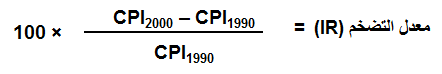 معدل التضخم (IR) = CPI2000 – CPI1990 × 100
CPI1990